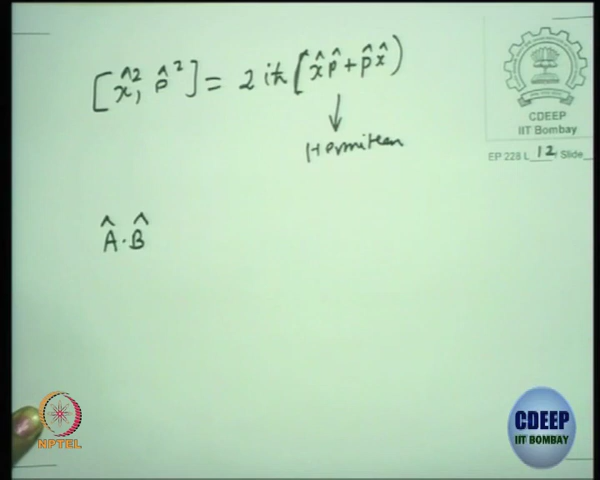 [x̂², p̂²] = 2iħ(x̂p̂ + p̂x̂)
↓
Hermitean
Â·B̂
CDEEP
IIT Bombay
EP 228 L 12 / Slide
NPTEL
CDEEP
IIT BOMBAY